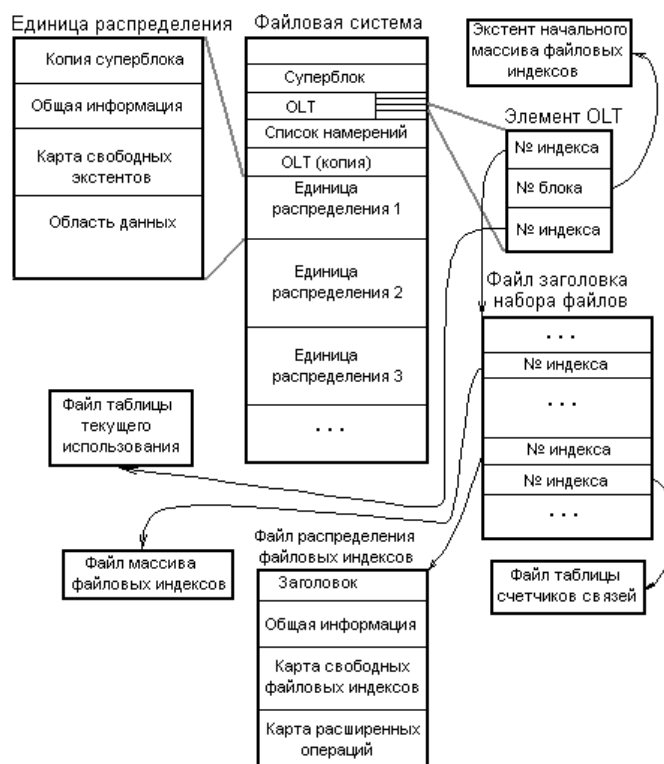 Единица распределения
Копия суперблока
Общая информация
Карта свободных
экстентов
Область данных
Файловая система
Суперблок
OLT
Список намерений
OLT (копия)
Единица
распределения 1
Единица
распределения 2
Единица
распределения 3
. . .
Экстент начального
массива файловых
индексов
Элемент OLT
№ индекса
№ блока
№ индекса
Файл заголовка
набора файлов
. . .
№ индекса
. . .
№ индекса
№ индекса
. . .
Файл таблицы
текущего
использования
Файл массива
файловых индексов
Файл распределения
файловых индексов
Заголовок
Общая информация
Карта свободных
файловых индексов
Карта расширенных
операций
Файл таблицы
счетчиков связей